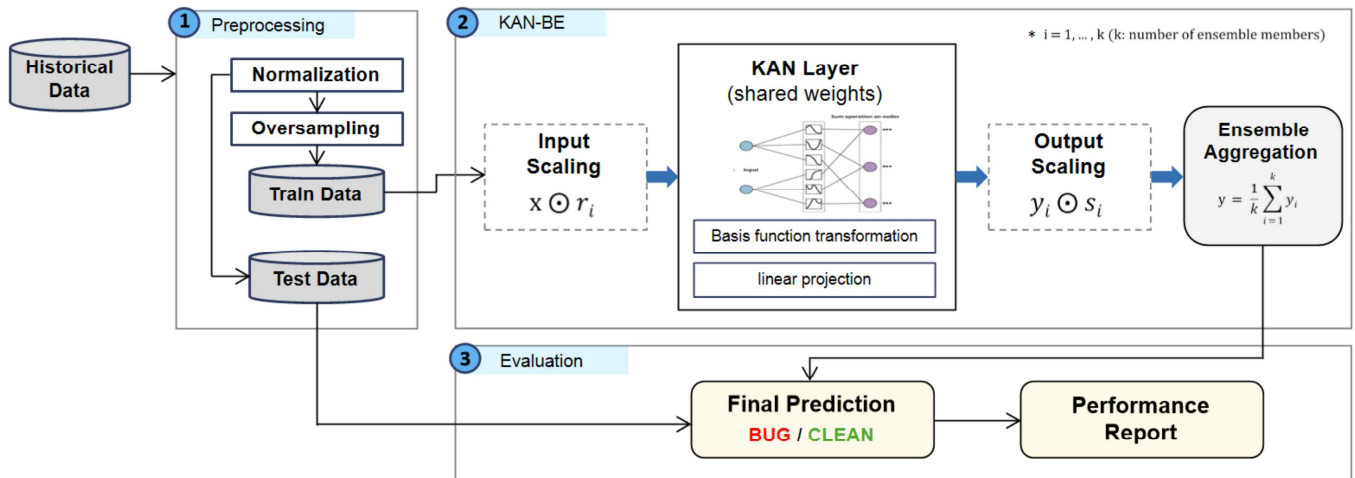 1 Preprocessing
Historical
Data
Normalization
Oversampling
Train Data
Test Data
2 KAN-BE
* i = 1, ... , k (k: number of ensemble members)
Input
Scaling
x ⊙ r_i
KAN Layer
(shared weights)
Sum operation on nodes
Input
Basis function transformation
linear projection
Output
Scaling
y_i ⊙ s_i
Ensemble
Aggregation
y = \frac{1}{k} \sum_{i=1}^{k} y_i
3 Evaluation
Final Prediction
BUG / CLEAN
Performance
Report